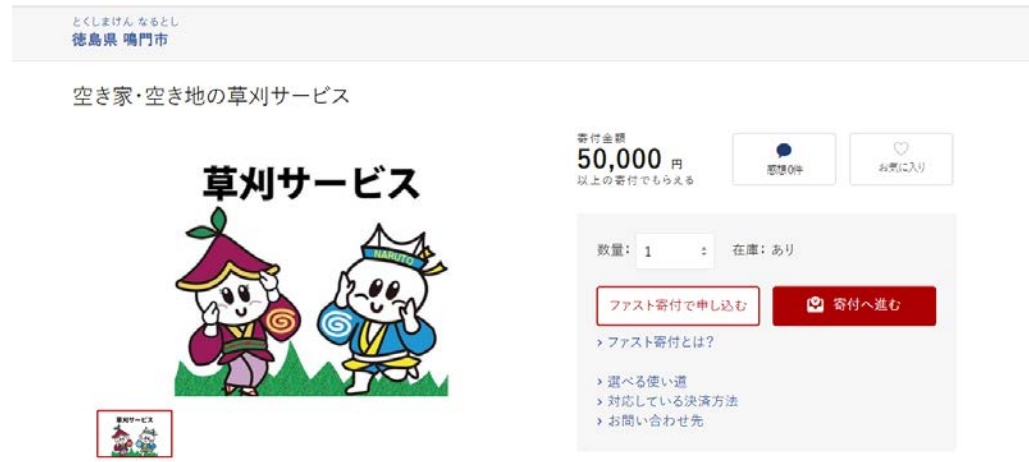 とくしまけん なるとし
徳島県 鳴門市
空き家・空き地の草刈サービス
草刈サービス
NARUTO
寄付金額
50,000 円
以上の寄付でもらえる
感想0件
お気に入り
数量: 1
在庫: あり
ファスト寄付で申し込む
寄付へ進む
› ファスト寄付とは?
› 選べる使い道
› 対応している決済方法
› お問い合わせ先
草刈サービス